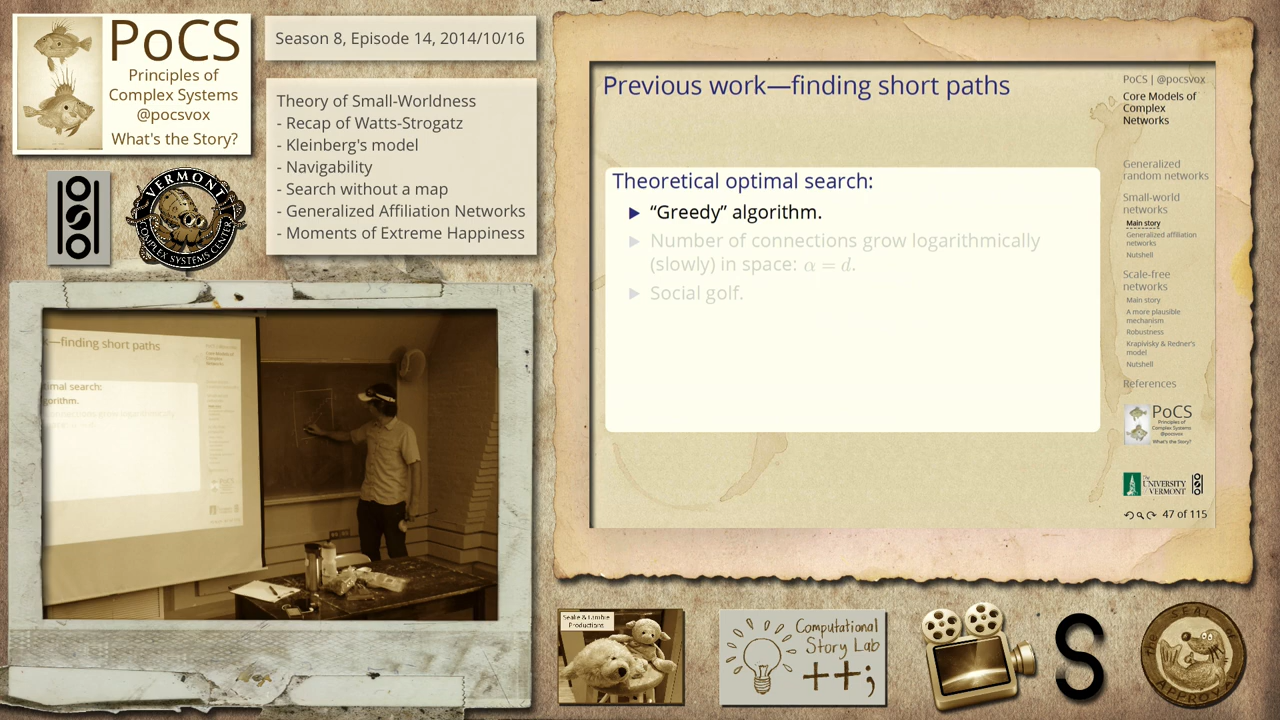 PoCS
Principles of
Complex Systems
@pocsvox
What's the Story?
Season 8, Episode 14, 2014/10/16
Theory of Small-Worldness
- Recap of Watts-Strogatz
- Kleinberg's model
- Navigability
- Search without a map
- Generalized Affiliation Networks
- Moments of Extreme Happiness
VERMONT
COMPLEX SYSTEMS CENTER
k—finding short paths
timal search:
gorithm.
Previous work—finding short paths
Theoretical optimal search:
▶ “Greedy” algorithm.
▶ Number of connections grow logarithmically
(slowly) in space: α = d.
▶ Social golf.
PoCS | @pocsvox
Core Models of
Complex
Networks
Generalized
random networks
Small-world
networks
Main story
Generalized affiliation
networks
Nutshell
Scale-free
networks
Main story
A more plausible
mechanism
Robustness
Krapivsky & Redner's
model
Nutshell
References
PoCS
Principles of
Complex Systems
@pocsvox
What's the Story?
The
UNIVERSITY
of VERMONT
47 of 115
Seale & Lambie
Productions
Computational
Story Lab
++;
S
THE SEAL OF
APPROVAL